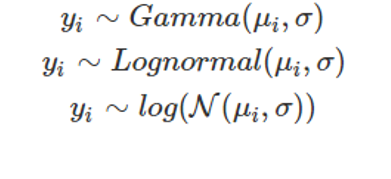 yᵢ ∼ Gamma(μᵢ, σ)
yᵢ ∼ Lognormal(μᵢ, σ)
yᵢ ∼ log(𝒩(μᵢ, σ))